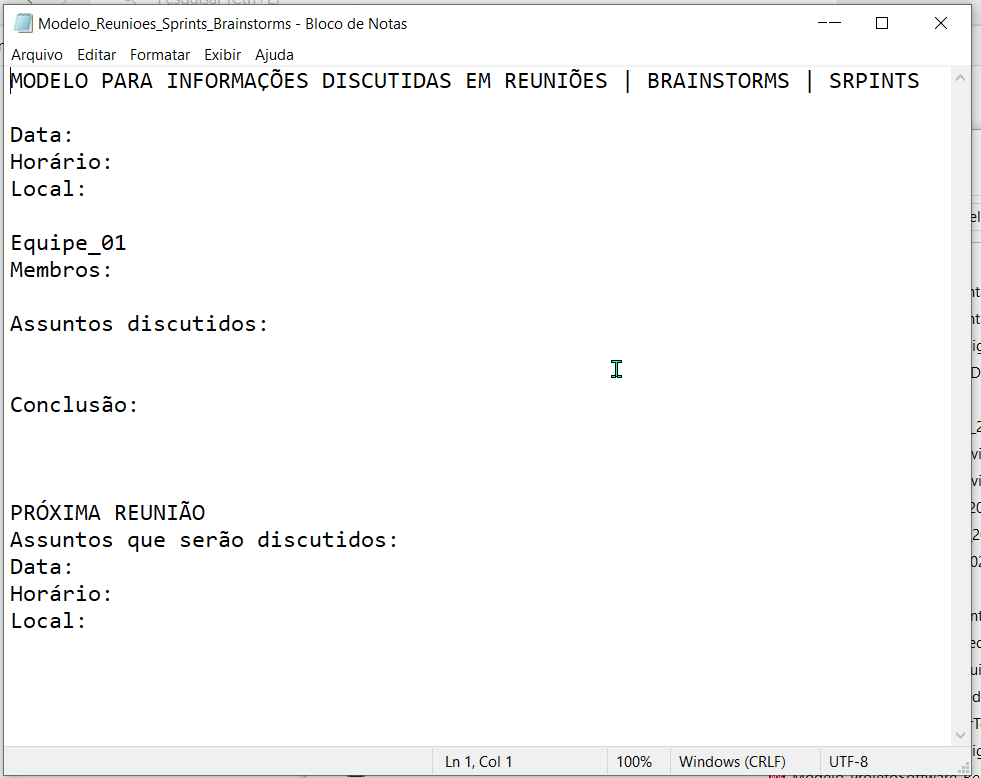 Modelo_Reunioes_Sprints_Brainstorms - Bloco de Notas
Arquivo Editar Formatar Exibir Ajuda
MODELO PARA INFORMAÇÕES DISCUTIDAS EM REUNIÕES | BRAINSTORMS | SRPINTS
Data:
Horário:
Local:
Equipe_01
Membros:
Assuntos discutidos:
Conclusão:
PRÓXIMA REUNIÃO
Assuntos que serão discutidos:
Data:
Horário:
Local:
Ln 1, Col 1 100% Windows (CRLF) UTF-8